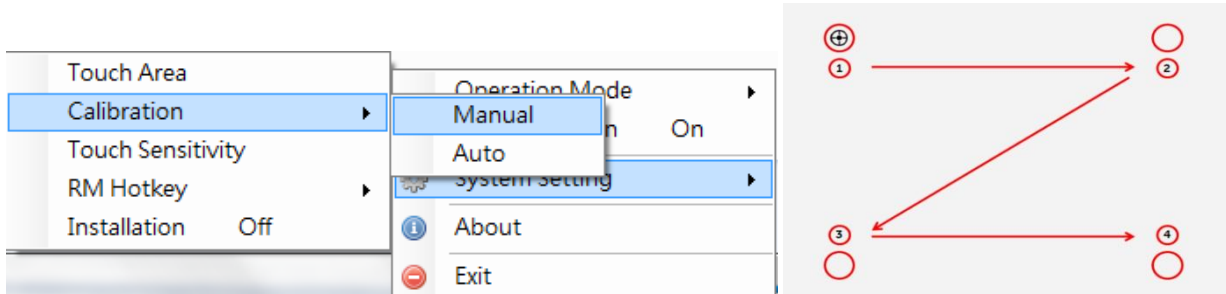 Touch Area
Calibration
Touch Sensitivity
RM Hotkey
Installation Off
Operation Mode
Manual
n On
Auto
System Setting
About
Exit
1
2
3
4